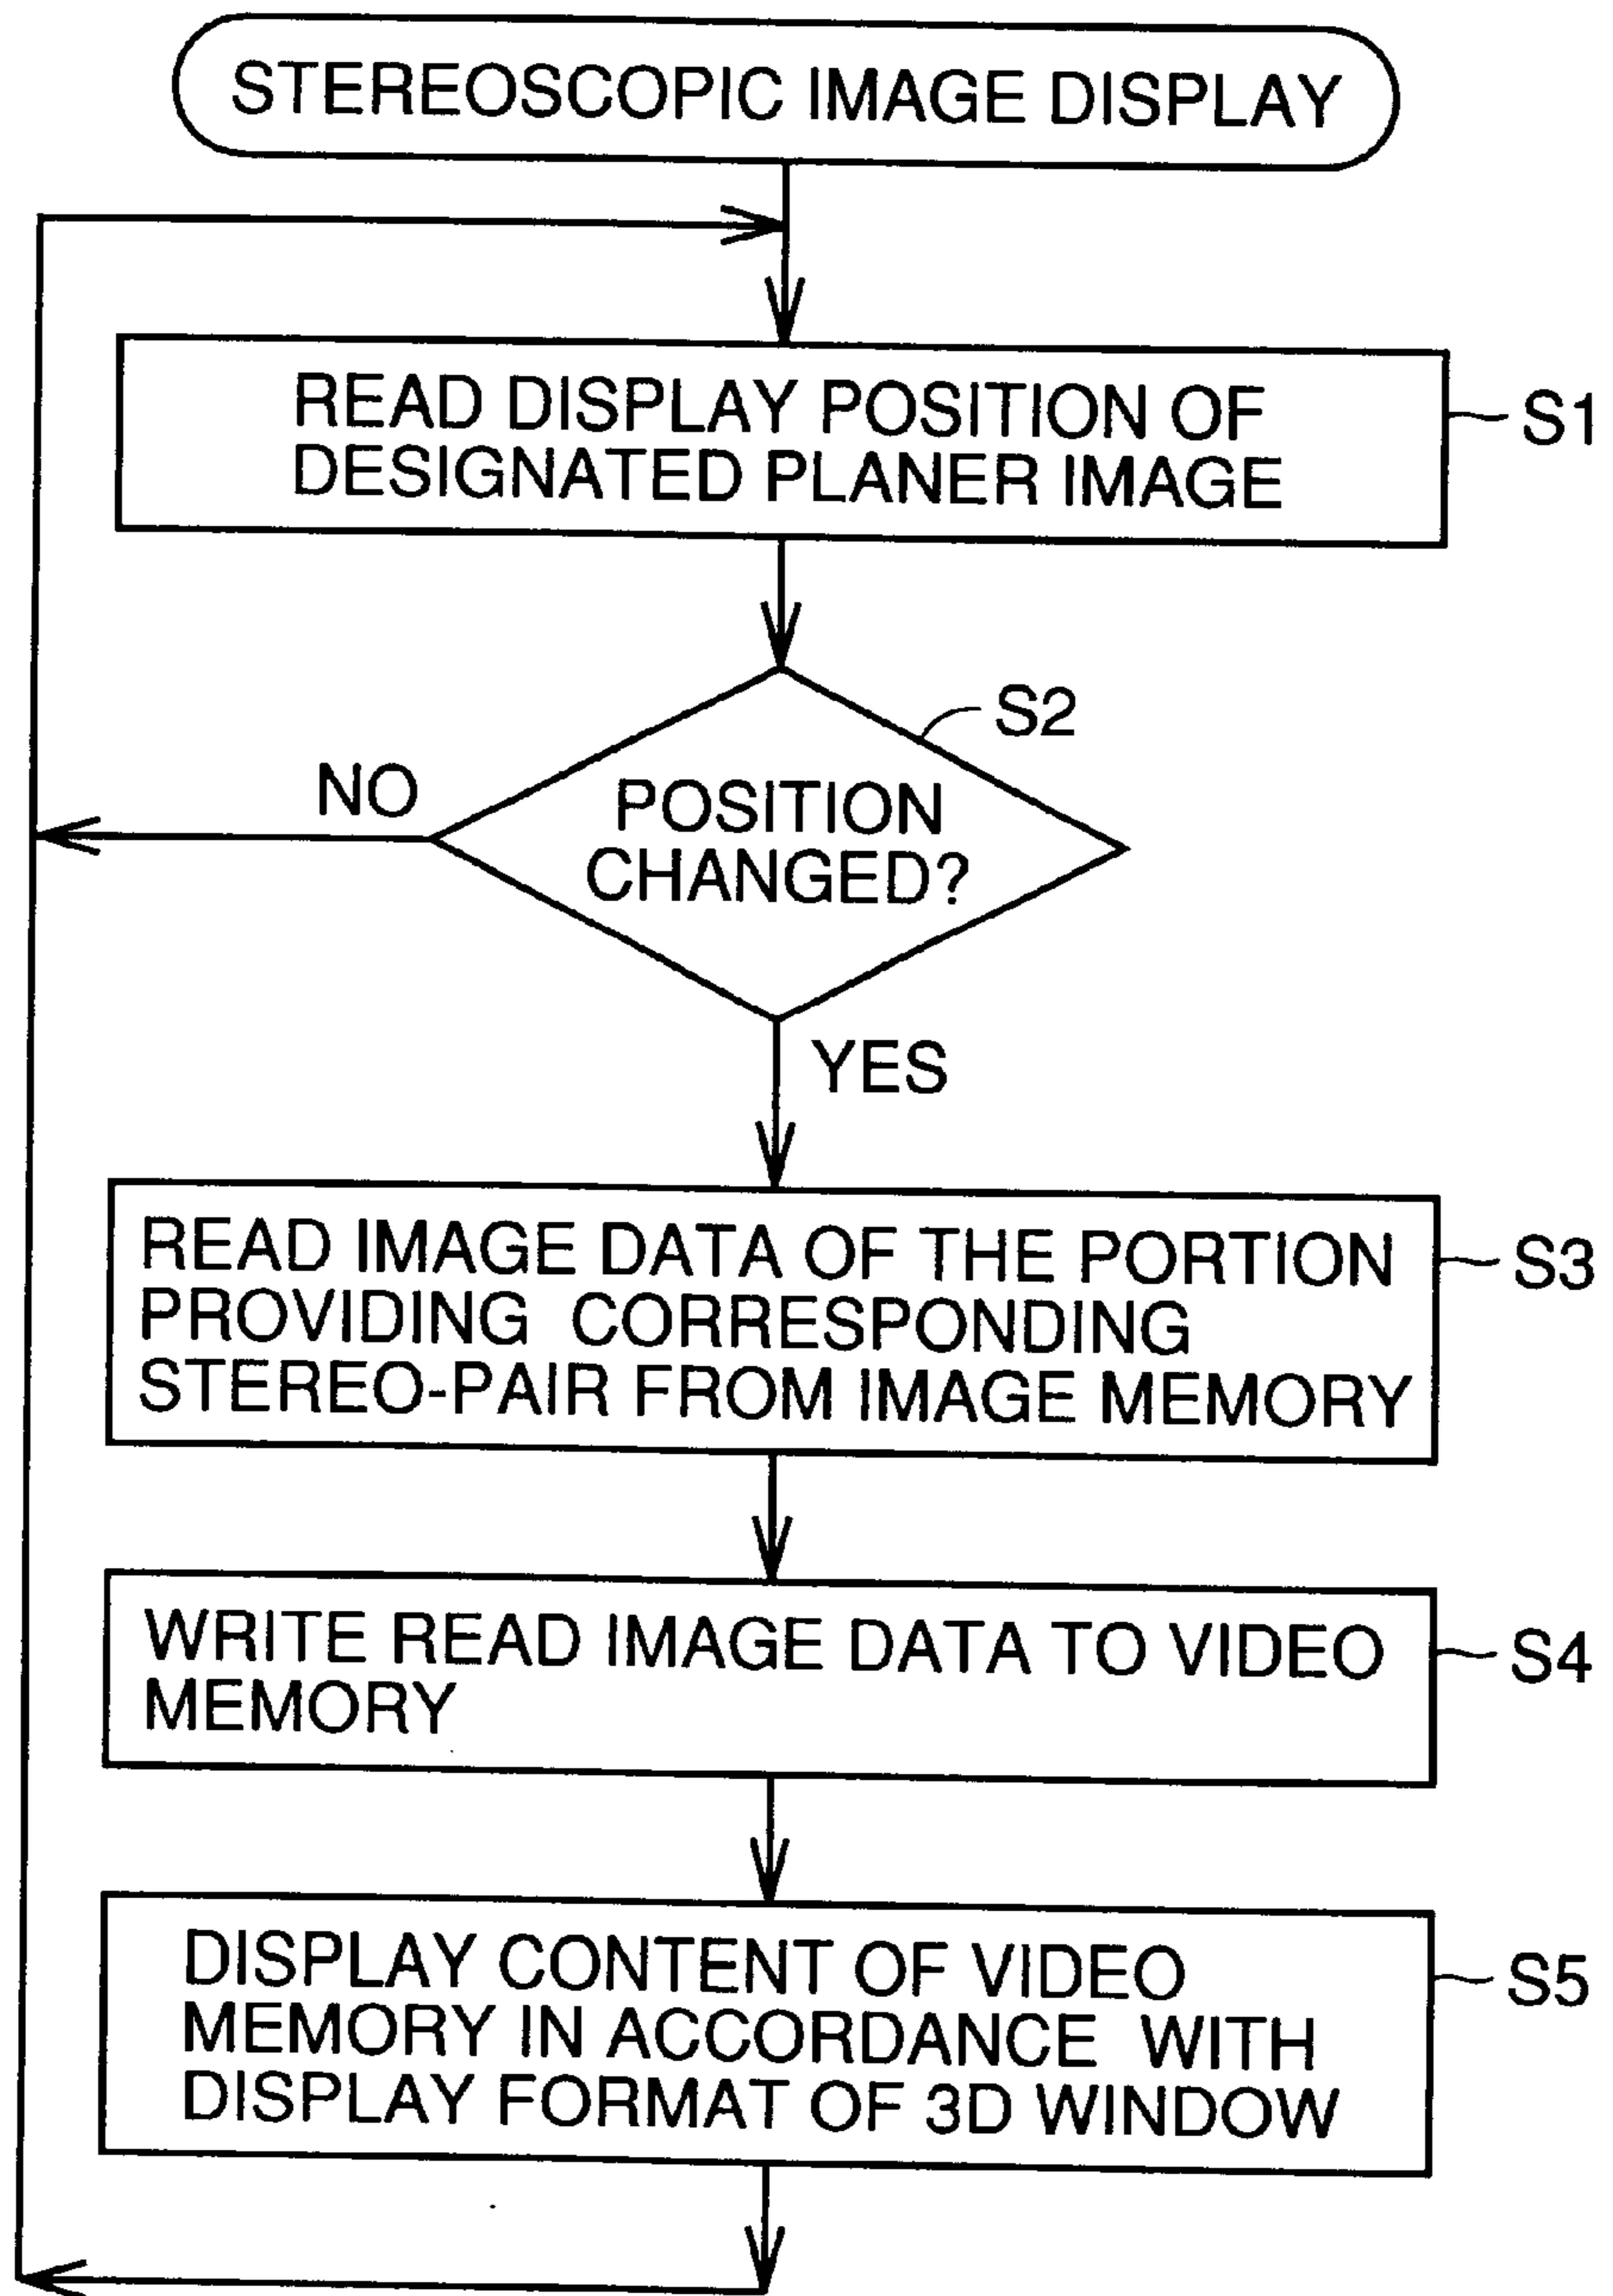 STEREOSCOPIC IMAGE DISPLAY
READ DISPLAY POSITION OF
DESIGNATED PLANER IMAGE
S1
S2
NO
POSITION
CHANGED?
YES
READ IMAGE DATA OF THE PORTION
PROVIDING CORRESPONDING
STEREO-PAIR FROM IMAGE MEMORY
S3
WRITE READ IMAGE DATA TO VIDEO
MEMORY
S4
DISPLAY CONTENT OF VIDEO
MEMORY IN ACCORDANCE WITH
DISPLAY FORMAT OF 3D WINDOW
S5